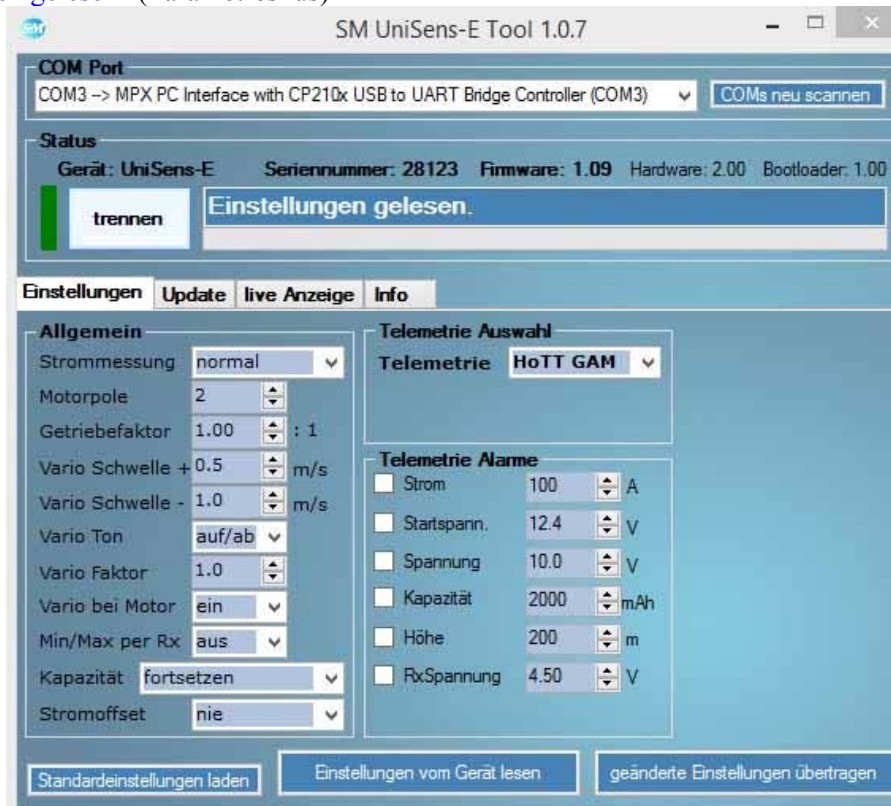 SM UniSens-E Tool 1.0.7
COM Port
COM3 --> MPX PC Interface with CP210x USB to UART Bridge Controller (COM3)
COMs neu scannen
Status
Gerät: UniSens-E Seriennummer: 28123 Firmware: 1.09 Hardware: 2.00 Bootloader: 1.00
trennen
Einstellungen gelesen.
Einstellungen Update live Anzeige Info
Allgemein
Strommessung normal
Motorpole 2
Getriebefaktor 1.00 : 1
Vario Schwelle + 0.5 m/s
Vario Schwelle - 1.0 m/s
Vario Ton auf/ab
Vario Faktor 1.0
Vario bei Motor ein
Min/Max per Rx aus
Kapazität fortsetzen
Stromoffset nie
Telemetrie Auswahl
Telemetrie HoTT GAM
Telemetrie Alarme
Strom 100 A
Startspann. 12.4 V
Spannung 10.0 V
Kapazität 2000 mAh
Höhe 200 m
RxSpannung 4.50 V
Standardeinstellungen laden
Einstellungen vom Gerät lesen
geänderte Einstellungen übertragen